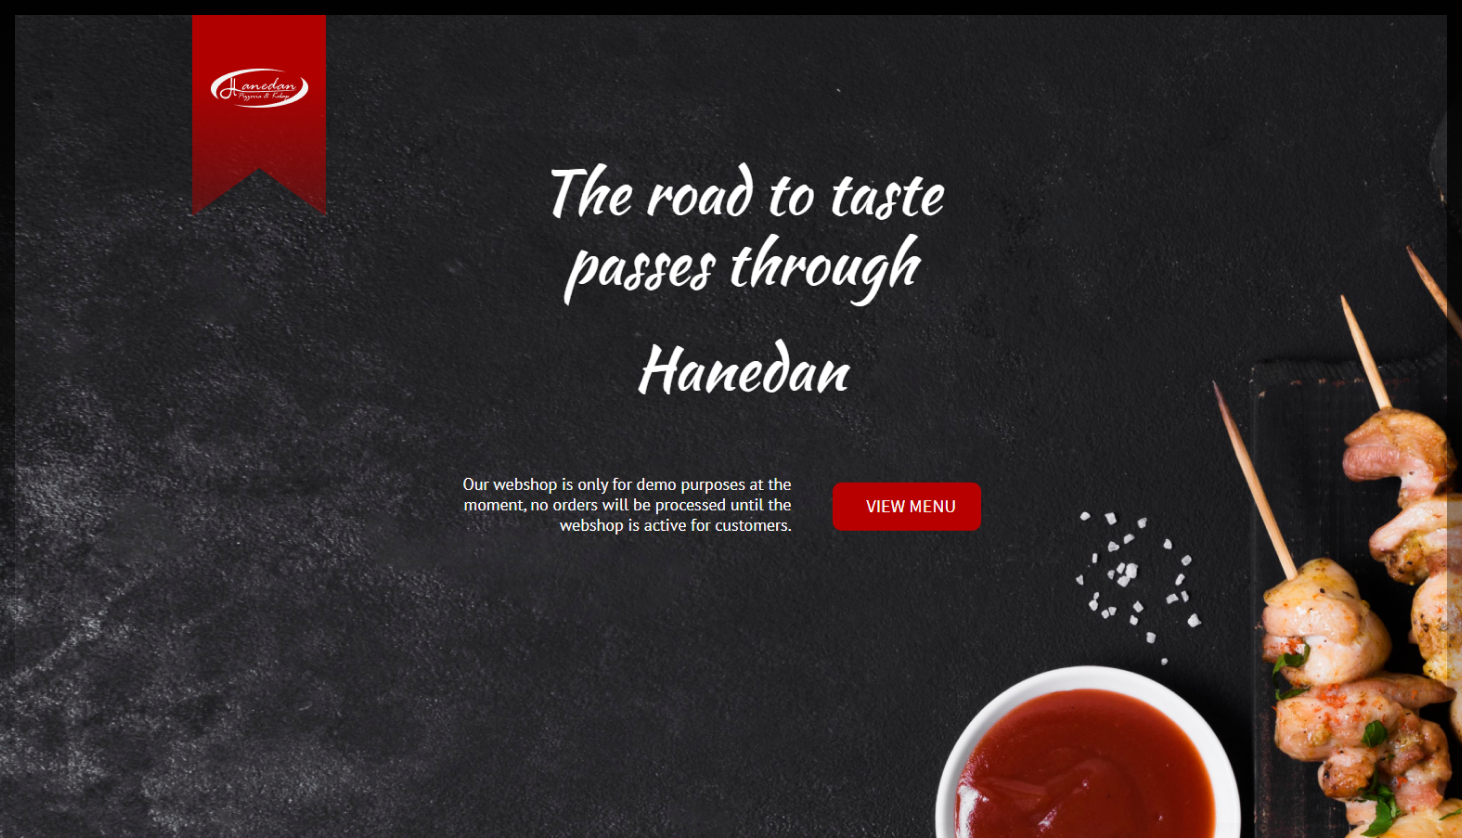 Hanedan
Pizzeria & Kebap
The road to taste
passes through
Hanedan
Our webshop is only for demo purposes at the
moment, no orders will be processed until the
webshop is active for customers.
VIEW MENU